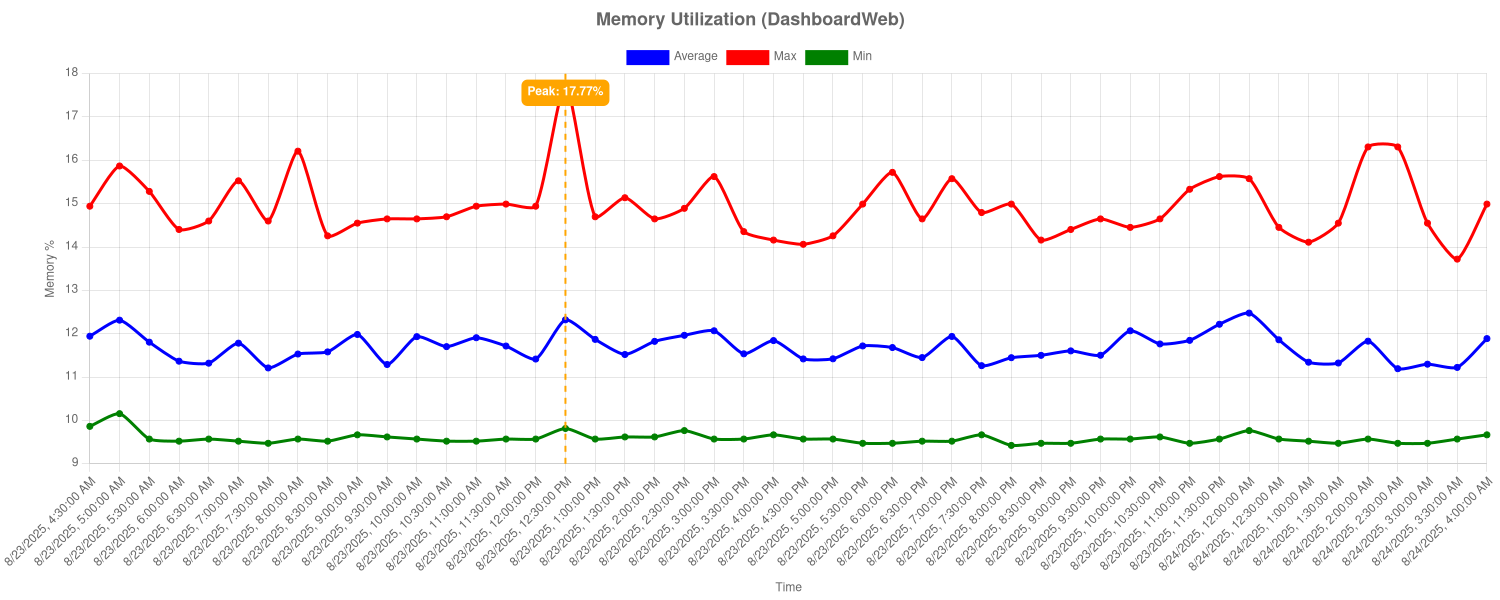 Memory Utilization (DashboardWeb)
Average Max Min
Peak: 17.77%
18
17
16
15
14
13
12
11
10
9
Memory %
8/23/2025, 4:30:00 AM
8/23/2025, 5:00:00 AM
8/23/2025, 5:30:00 AM
8/23/2025, 6:00:00 AM
8/23/2025, 6:30:00 AM
8/23/2025, 7:00:00 AM
8/23/2025, 7:30:00 AM
8/23/2025, 8:00:00 AM
8/23/2025, 8:30:00 AM
8/23/2025, 9:00:00 AM
8/23/2025, 9:30:00 AM
8/23/2025, 10:00:00 AM
8/23/2025, 10:30:00 AM
8/23/2025, 11:00:00 AM
8/23/2025, 11:30:00 AM
8/23/2025, 12:00:00 PM
8/23/2025, 12:30:00 PM
8/23/2025, 1:00:00 PM
8/23/2025, 1:30:00 PM
8/23/2025, 2:00:00 PM
8/23/2025, 2:30:00 PM
8/23/2025, 3:00:00 PM
8/23/2025, 3:30:00 PM
8/23/2025, 4:00:00 PM
8/23/2025, 4:30:00 PM
8/23/2025, 5:00:00 PM
8/23/2025, 5:30:00 PM
8/23/2025, 6:00:00 PM
8/23/2025, 6:30:00 PM
8/23/2025, 7:00:00 PM
8/23/2025, 7:30:00 PM
8/23/2025, 8:00:00 PM
8/23/2025, 8:30:00 PM
8/23/2025, 9:00:00 PM
8/23/2025, 9:30:00 PM
8/23/2025, 10:00:00 PM
8/23/2025, 10:30:00 PM
8/23/2025, 11:00:00 PM
8/23/2025, 11:30:00 PM
8/24/2025, 12:00:00 AM
8/24/2025, 12:30:00 AM
8/24/2025, 1:00:00 AM
8/24/2025, 1:30:00 AM
8/24/2025, 2:00:00 AM
8/24/2025, 2:30:00 AM
8/24/2025, 3:00:00 AM
8/24/2025, 3:30:00 AM
8/24/2025, 4:00:00 AM
Time